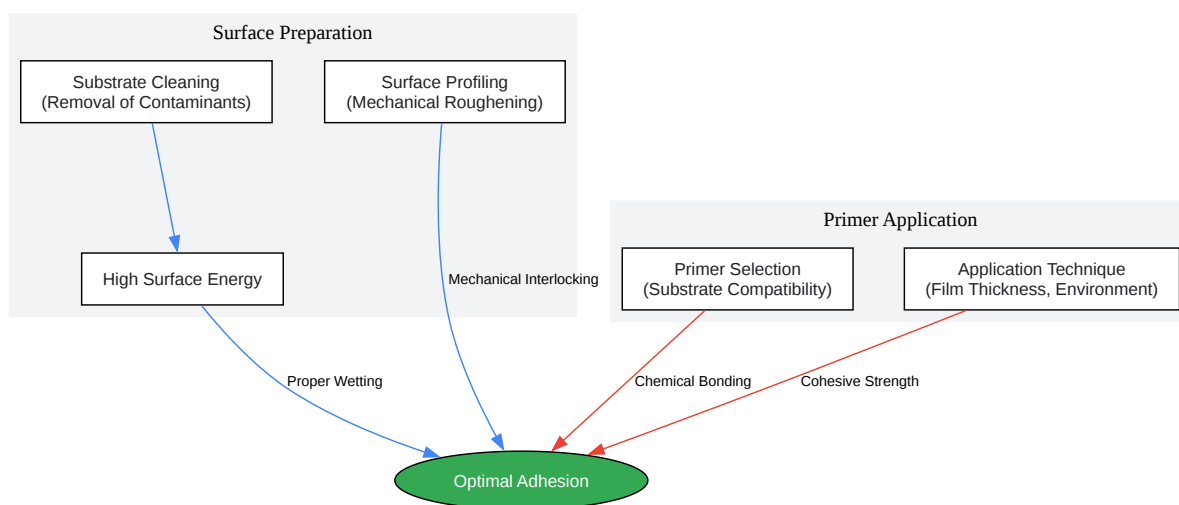 Surface Preparation
Substrate Cleaning
(Removal of Contaminants)
Surface Profiling
(Mechanical Roughening)
High Surface Energy
Primer Application
Primer Selection
(Substrate Compatibility)
Application Technique
(Film Thickness, Environment)
Mechanical Interlocking
Proper Wetting
Chemical Bonding
Cohesive Strength
Optimal Adhesion